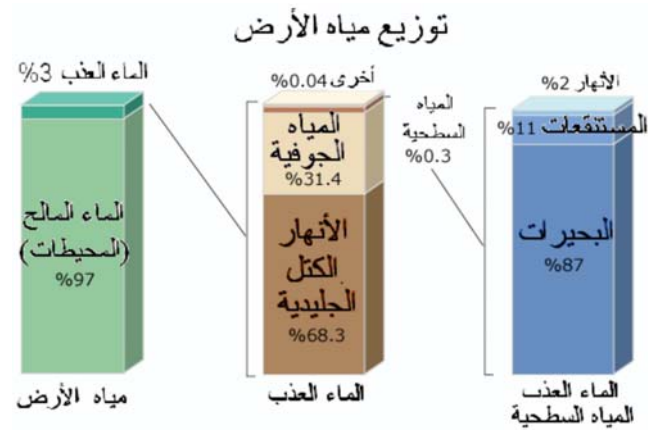 توزيع مياه الأرض
الماء العذب 3%
الماء المالح
(المحيطات)
%97
مياه الأرض
أخرى 0.04%
المياه
الجوفية
%31.4
الأنهار
الكتل
الجليدية
%68.3
الماء العذب
المياه
السطحية
%0.3
الأنهار 2%
المستنقعات 11%
البحيرات
%87
الماء العذب
المياه السطحية